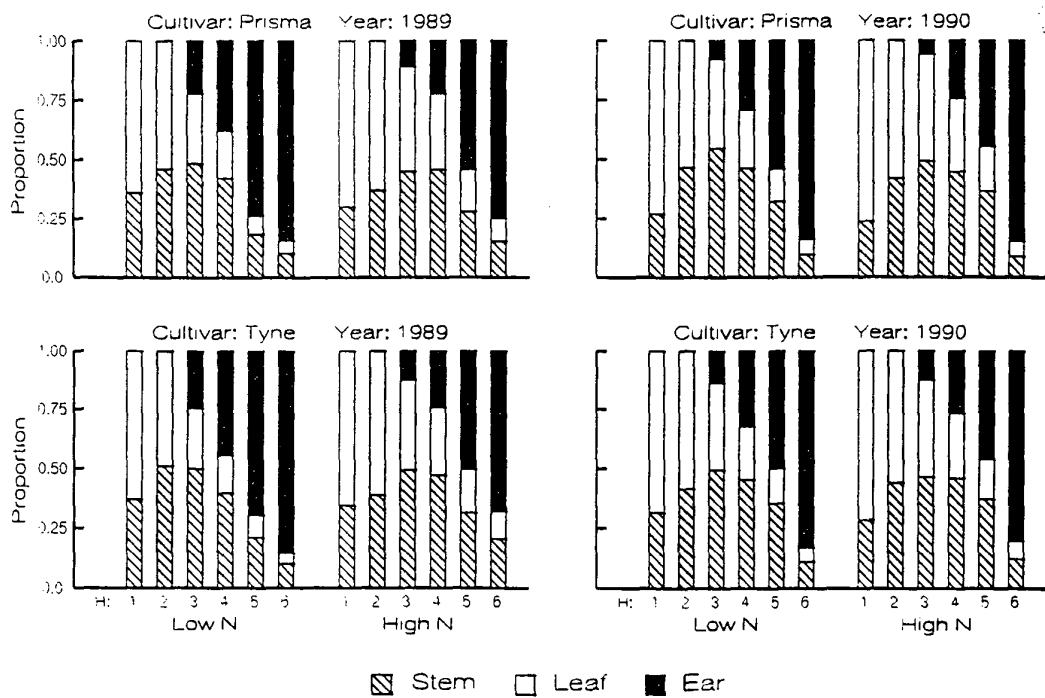 Cultivar: Prisma Year: 1989
Cultivar: Prisma Year: 1990
1.00
0.75
0.50
0.25
0.0
Proportion
Cultivar: Tyne Year: 1989
Cultivar: Tyne Year: 1990
1.00
0.75
0.50
0.25
0.0
Proportion
H: 1 2 3 4 5 6 1 2 3 4 5 6 H: 1 2 3 4 5 6 1 2 3 4 5 6
Low N High N Low N High N
Stem Leaf Ear